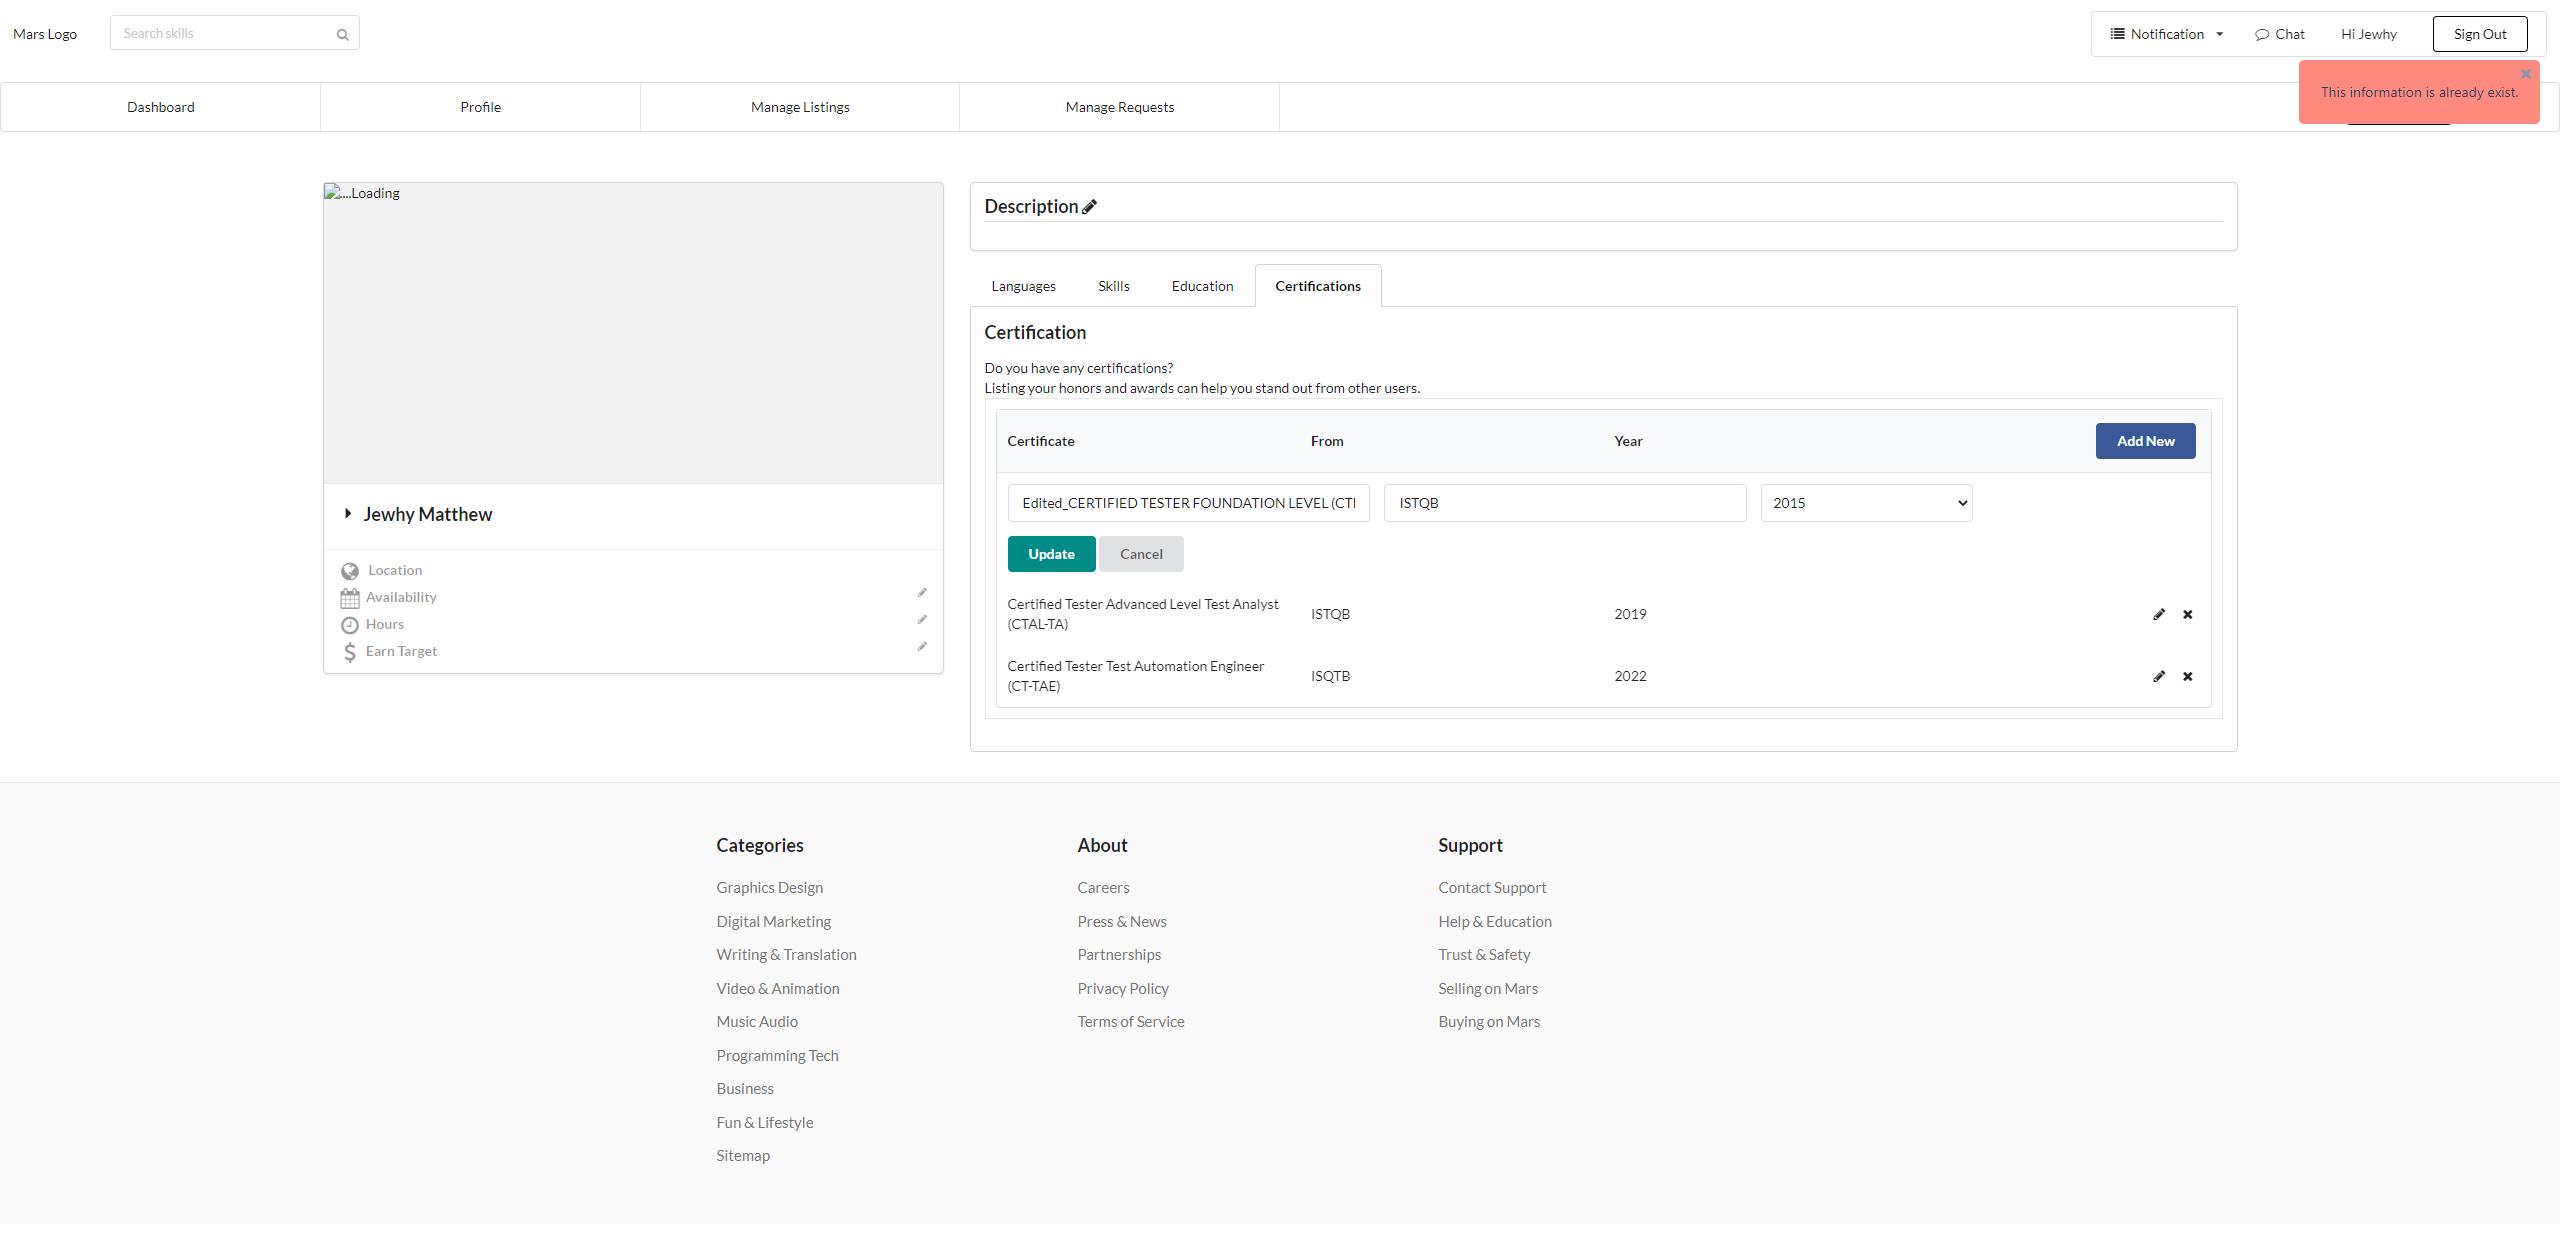 Mars Logo
Search skills
Notification
Chat
Hi Jewhy
Sign Out
This information is already exist.
Dashboard
Profile
Manage Listings
Manage Requests
....Loading
Jewhy Matthew
Location
Availability
Hours
Earn Target
Description
Languages
Skills
Education
Certifications
Certification
Do you have any certifications?
Listing your honors and awards can help you stand out from other users.
Certificate From Year Add New
Edited_CERTIFIED TESTER FOUNDATION LEVEL (CTI ISTQB 2015
Update Cancel
Certified Tester Advanced Level Test Analyst
(CTAL-TA) ISTQB 2019
Certified Tester Test Automation Engineer
(CT-TAE) ISQTB 2022
Categories
Graphics Design
Digital Marketing
Writing & Translation
Video & Animation
Music Audio
Programming Tech
Business
Fun & Lifestyle
Sitemap
About
Careers
Press & News
Partnerships
Privacy Policy
Terms of Service
Support
Contact Support
Help & Education
Trust & Safety
Selling on Mars
Buying on Mars